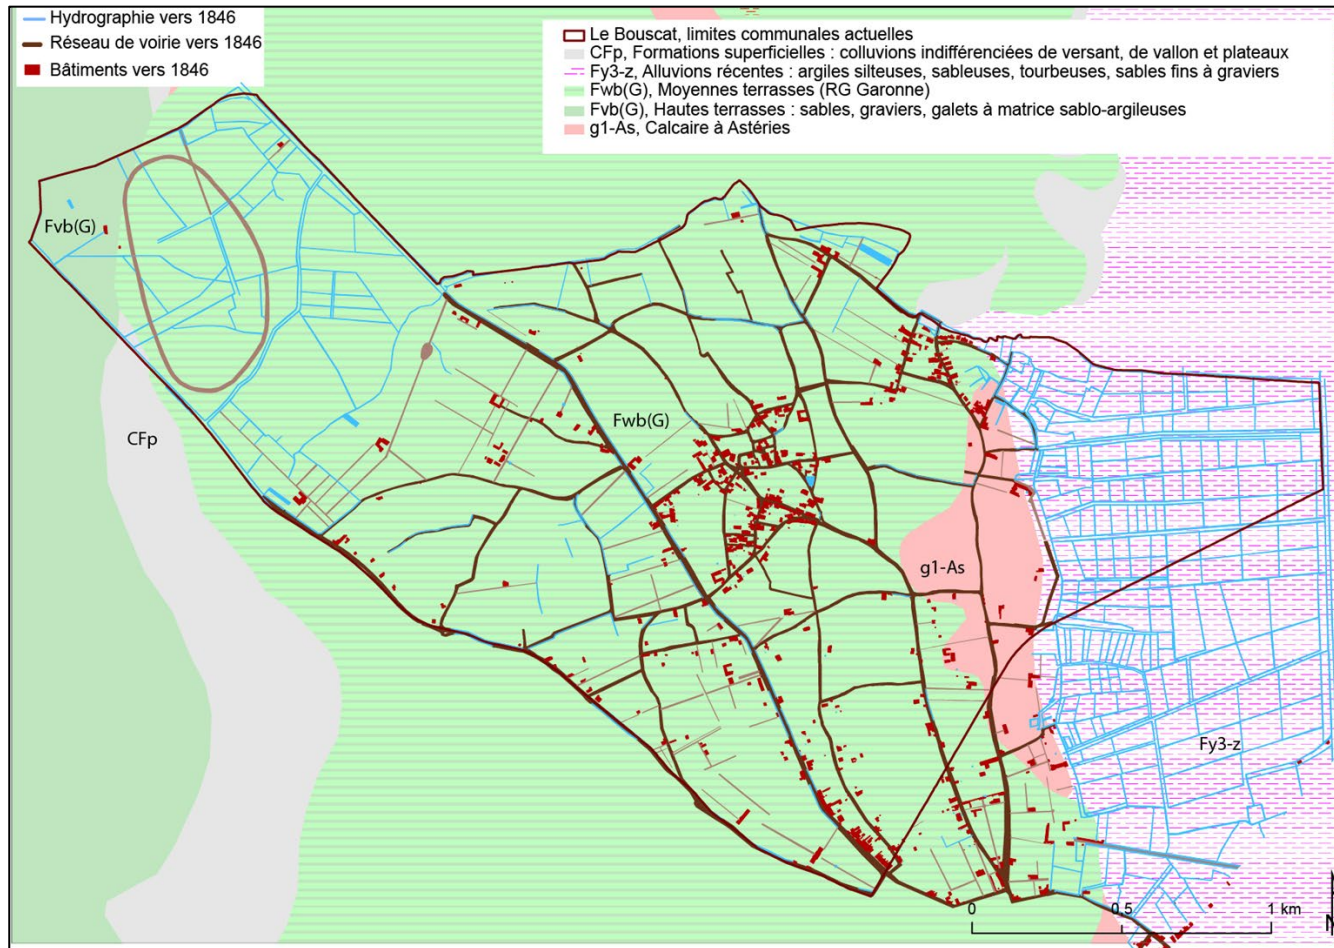 Hydrographie vers 1846
Réseau de voirie vers 1846
Bâtiments vers 1846
Le Bouscat, limites communales actuelles
CFp, Formations superficielles : colluvions indifférenciées de versant, de vallon et plateaux
Fy3-z, Alluvions récentes : argiles silteuses, sableuses, tourbeuses, sables fins à graviers
Fwb(G), Moyennes terrasses (RG Garonne)
Fvb(G), Hautes terrasses : sables, graviers, galets à matrice sablo-argileuses
g1-As, Calcaire à Astéries
Fvb(G)
CFp
Fwb(G)
g1-As
Fy3-z
0 0.5 1 km